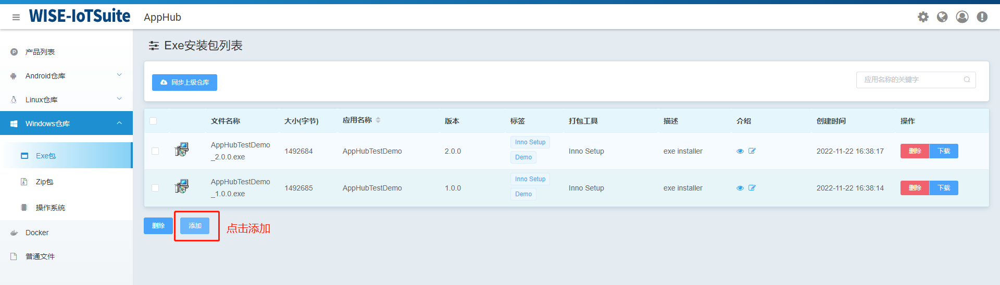 WISE-IoTSuite AppHub
产品列表
Android仓库
Linux仓库
Windows仓库
Exe包
Zip包
操作系统
Docker
普通文件
Exe安装包列表
同步上级仓库
应用名称的关键字
文件名称 大小(字节) 应用名称 版本 标签 打包工具 描述 介绍 创建时间 操作
AppHubTestDemo
_2.0.0.exe
1492684 AppHubTestDemo 2.0.0
Inno Setup
Demo
Inno Setup exe installer 2022-11-22 16:38:17 删除 下载
AppHubTestDemo
_1.0.0.exe
1492685 AppHubTestDemo 1.0.0
Inno Setup
Demo
Inno Setup exe installer 2022-11-22 16:38:14 删除 下载
删除 添加 点击添加